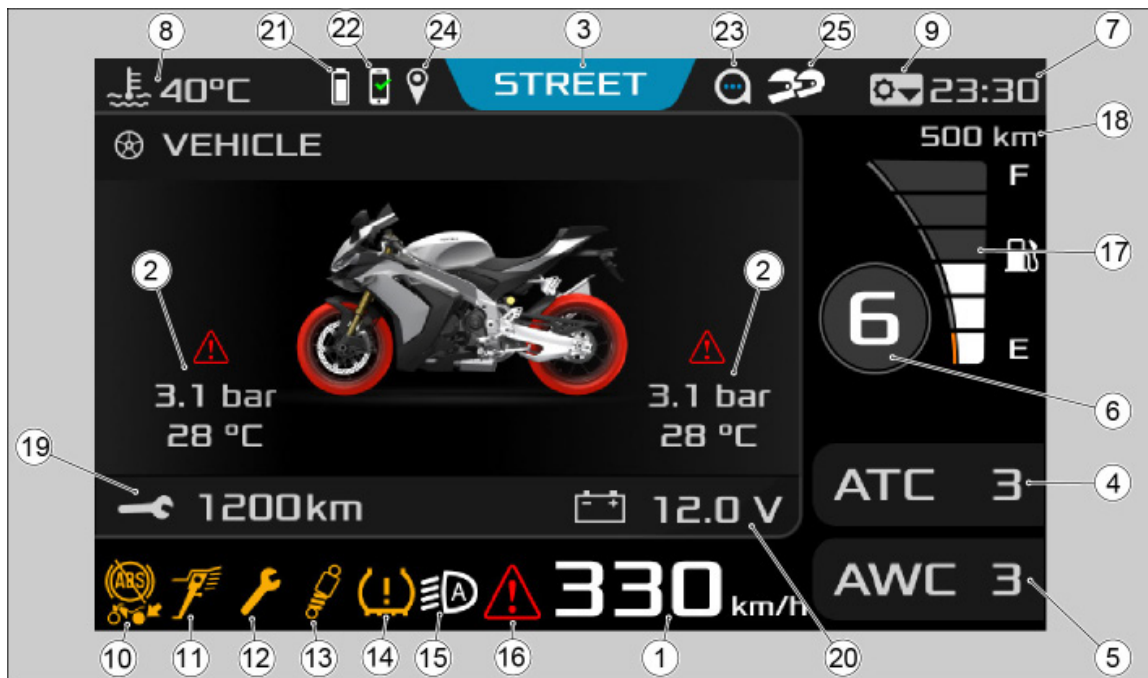 8 21 22 24 3 23 25 9 7
40°C STREET 23:30
500 km 18
VEHICLE
F
17
2 2
6
E
6
3.1 bar 3.1 bar
28 °C 28 °C
19
ATC 3 4
1200km 12.0 V
ABS A 330 km/h
AWC 3
10 11 12 13 14 15 16 1 20 5